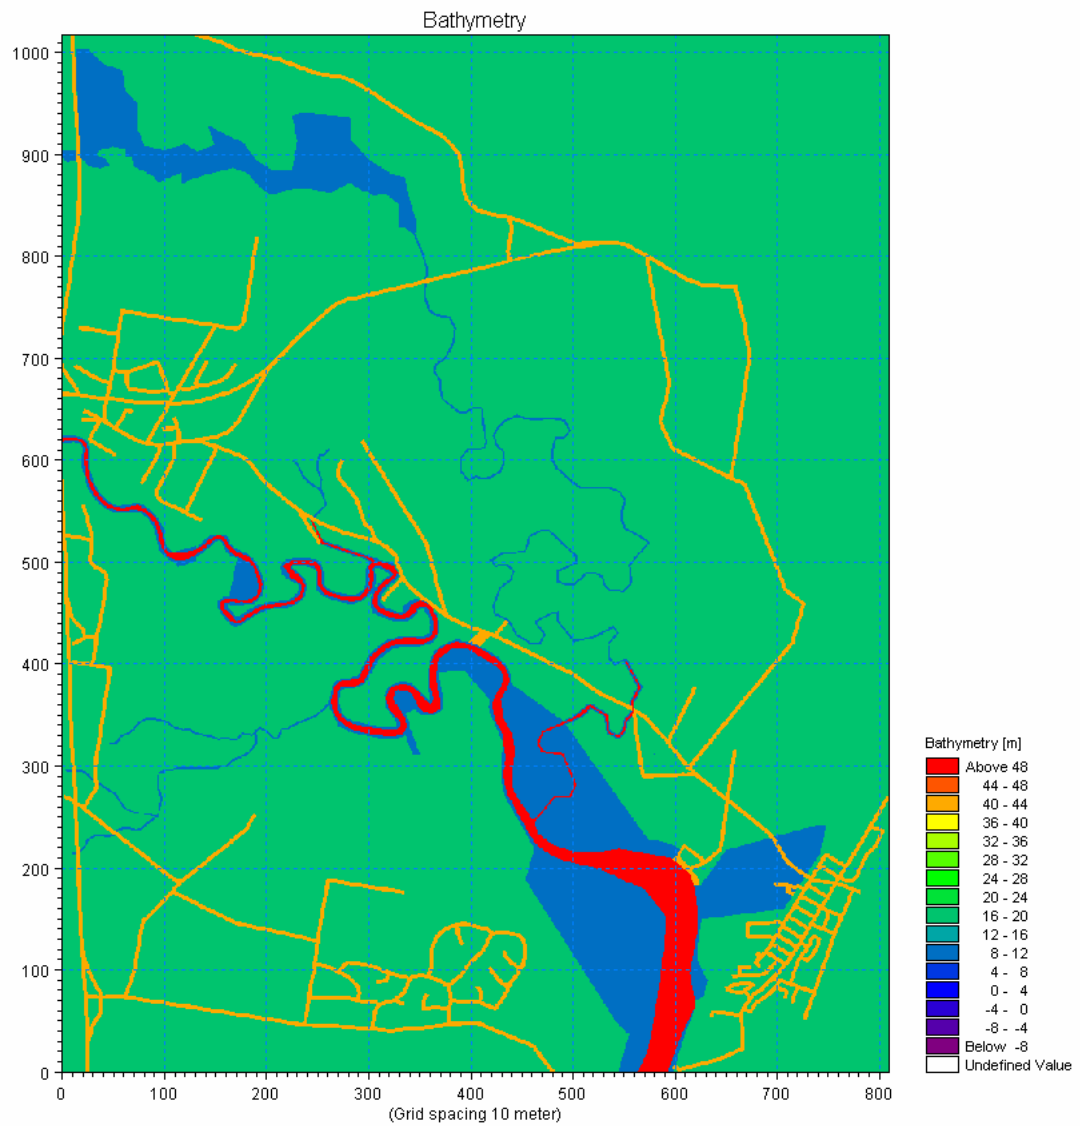 Bathymetry
1000
900
800
700
600
500
400
300
200
100
0
0 100 200 300 400 500 600 700 800
(Grid spacing 10 meter)
Bathymetry [m]
Above 48
44 - 48
40 - 44
36 - 40
32 - 36
28 - 32
24 - 28
20 - 24
16 - 20
12 - 16
8 - 12
4 - 8
0 - 4
-4 - 0
-8 - -4
Below -8
Undefined Value